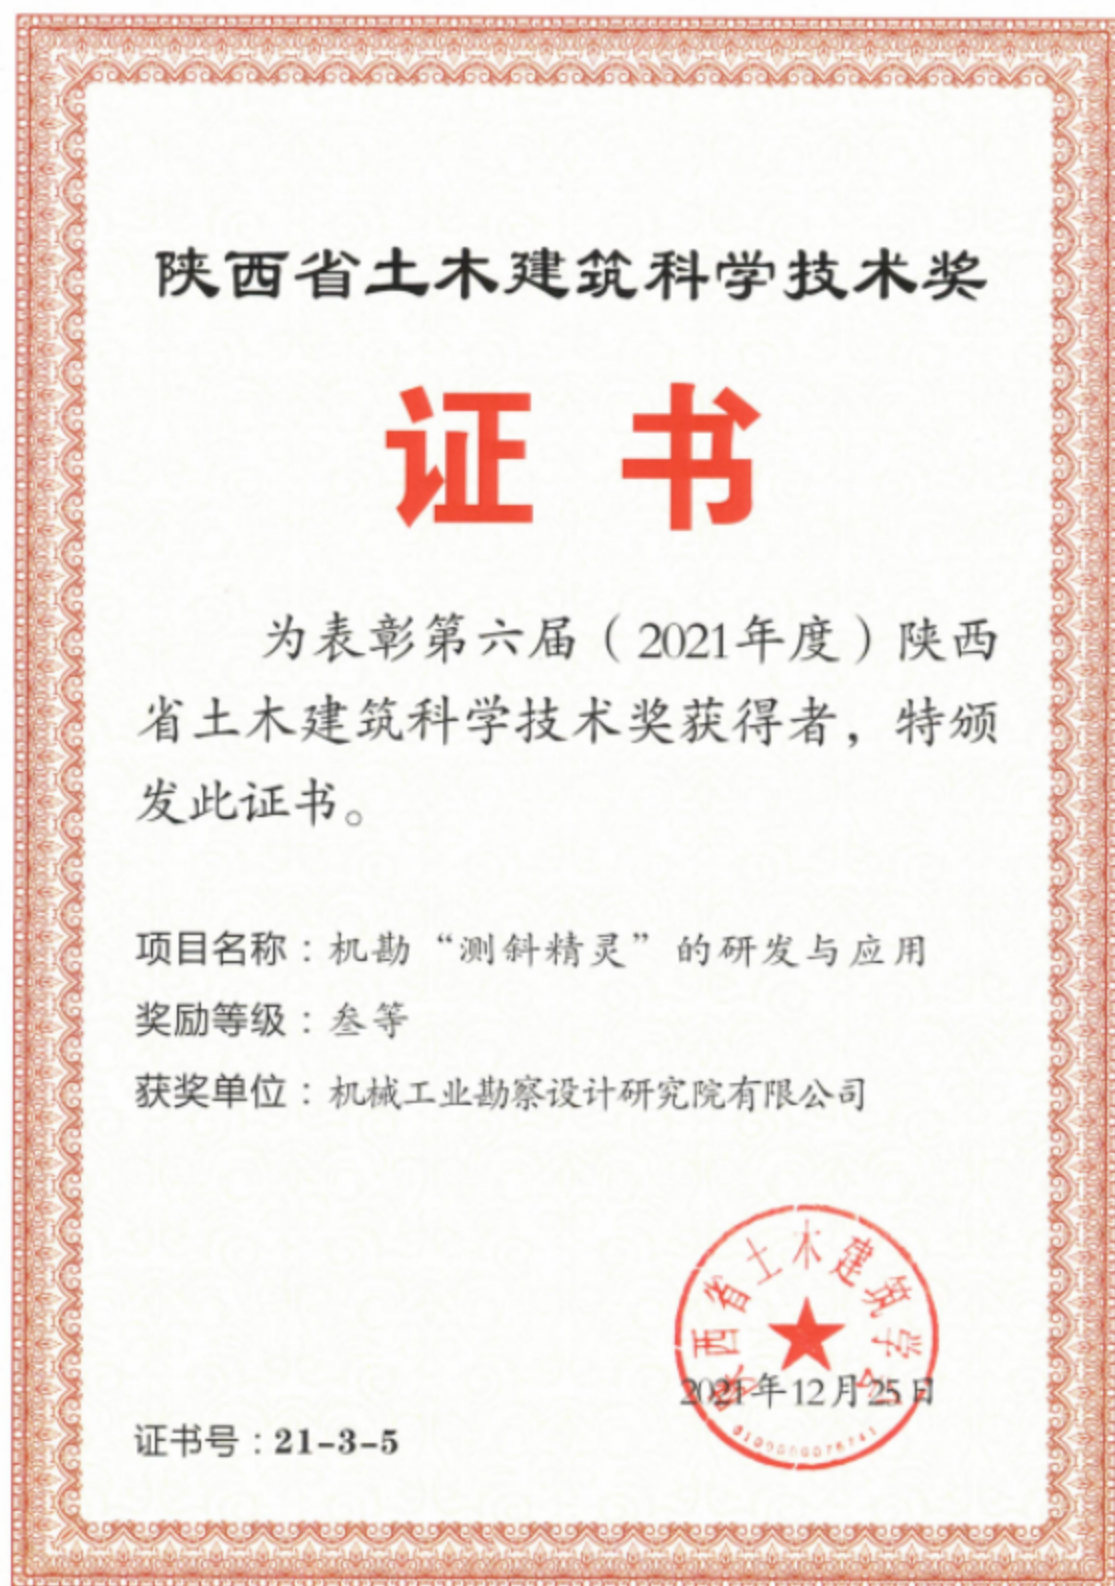 陕西省土木建筑科学技术奖
证书
为表彰第六届（2021年度）陕西
省土木建筑科学技术奖获得者，特颁
发此证书。
项目名称：机勘“测斜精灵”的研发与应用
奖励等级：叁等
获奖单位：机械工业勘察设计研究院有限公司
陕西省土木建筑学会
2021年12月25日
证书号：21-3-5